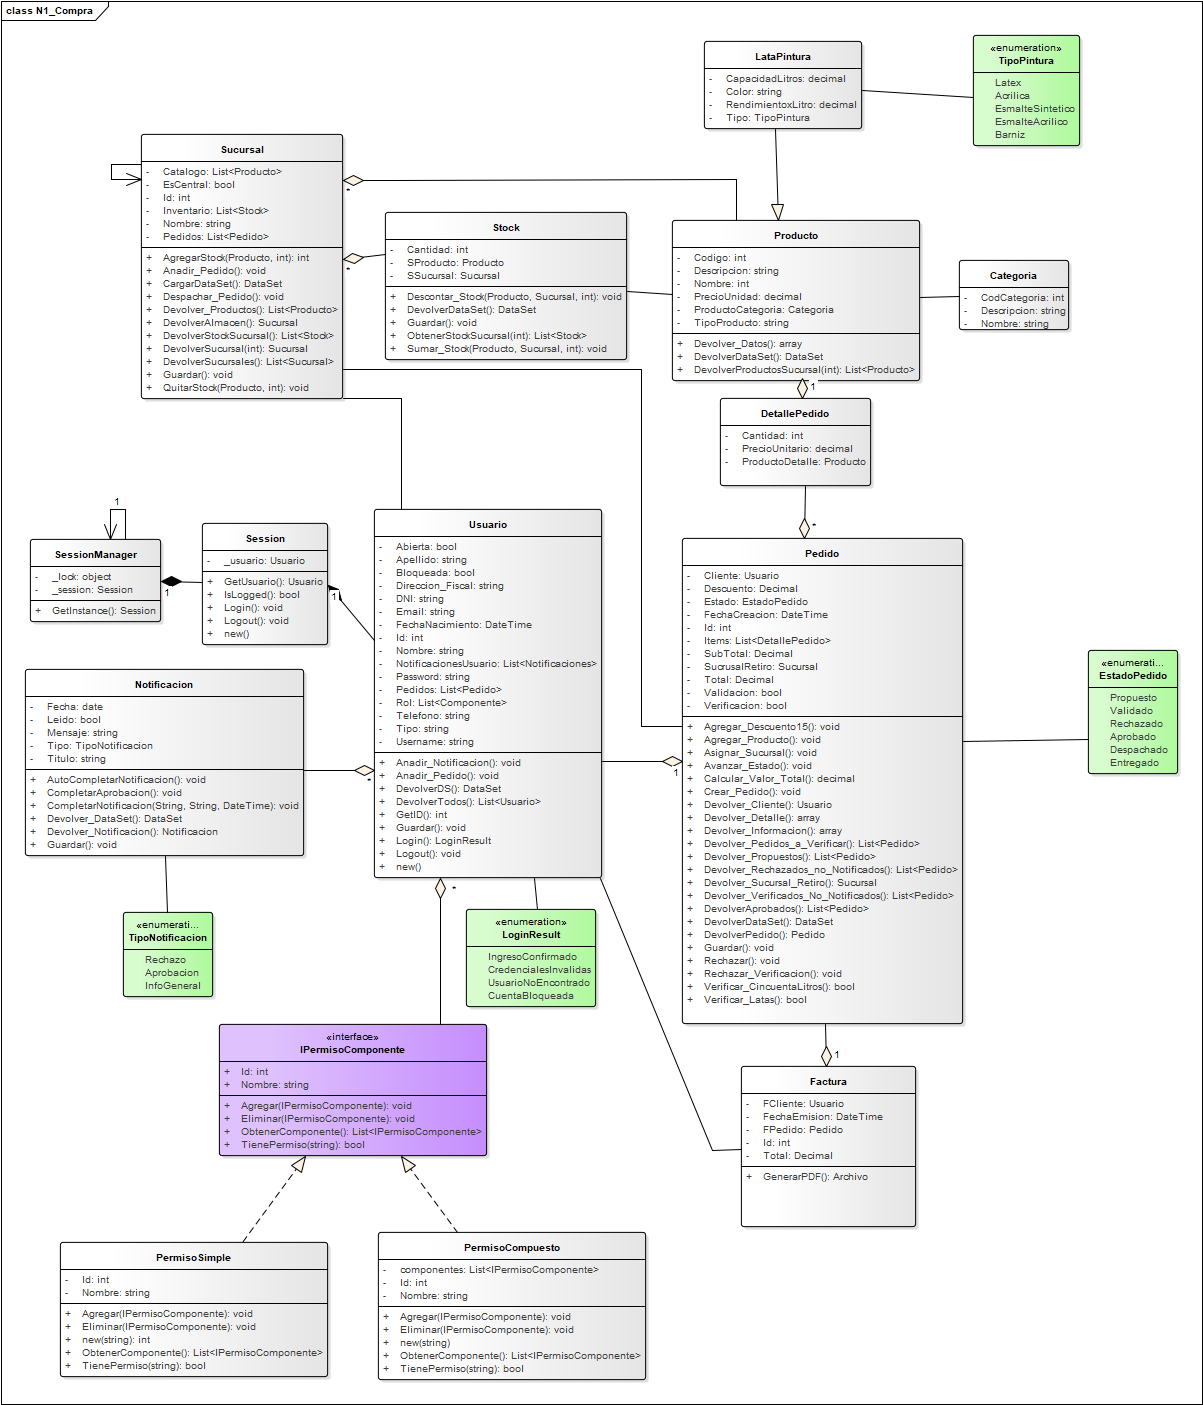 class N1_Compra
LataPintura
- CapacidadLitros: decimal
- Color: string
- RendimientoxLitro: decimal
- Tipo: TipoPintura
«enumeration»
TipoPintura
Latex
Acrilica
EsmalteSintetico
EsmalteAcrilico
Barniz
Sucursal
- Catalogo: List<Producto>
- EsCentral: bool
- Id: int
- Inventario: List<Stock>
- Nombre: string
- Pedidos: List<Pedido>
+ AgregarStock(Producto, int): int
+ Anadir_Pedido(): void
+ CargarDataSet(): DataSet
+ Despachar_Pedido(): void
+ Devolver_Productos(): List<Producto>
+ DevolverAlmacen(): Sucursal
+ DevolverStockSucursal(): List<Stock>
+ DevolverSucursal(int): Sucursal
+ DevolverSucursales(): List<Sucursal>
+ Guardar(): void
+ QuitarStock(Producto, int): void
*
*
Stock
- Cantidad: int
- SProducto: Producto
- SSucursal: Sucursal
+ Descontar_Stock(Producto, Sucursal, int): void
+ DevolverDataSet(): DataSet
+ Guardar(): void
+ ObtenerStockSucursal(int): List<Stock>
+ Sumar_Stock(Producto, Sucursal, int): void
Producto
- Codigo: int
- Descripcion: string
- Nombre: int
- PrecioUnidad: decimal
- ProductoCategoria: Categoria
- TipoProducto: string
+ Devolver_Datos(): array
+ DevolverDataSet(): DataSet
+ DevolverProductosSucursal(int): List<Producto>
Categoria
- CodCategoria: int
- Descripcion: string
- Nombre: string
1
DetallePedido
- Cantidad: int
- PrecioUnitario: decimal
- ProductoDetalle: Producto
*
1
SessionManager
- _lock: object
- _session: Session
+ GetInstance(): Session
1
Session
- _usuario: Usuario
+ GetUsuario(): Usuario
+ IsLogged(): bool
+ Login(): void
+ Logout(): void
+ new()
1
Usuario
- Abierta: bool
- Apellido: string
- Bloqueada: bool
- Direccion_Fiscal: string
- DNI: string
- Email: string
- FechaNacimiento: DateTime
- Id: int
- Nombre: string
- NotificacionesUsuario: List<Notificaciones>
- Password: string
- Pedidos: List<Pedido>
- Rol: List<Componente>
- Telefono: string
- Tipo: string
- Username: string
+ Anadir_Notificacion(): void
+ Anadir_Pedido(): void
+ DevolverDS(): DataSet
+ DevolverTodos(): List<Usuario>
+ GetID(): int
+ Guardar(): void
+ Login(): LoginResult
+ Logout(): void
+ new()
Pedido
- Cliente: Usuario
- Descuento: Decimal
- Estado: EstadoPedido
- FechaCreacion: DateTime
- Id: int
- Items: List<DetallePedido>
- SubTotal: Decimal
- SucrusalRetiro: Sucursal
- Total: Decimal
- Validacion: bool
- Verificacion: bool
+ Agregar_Descuento15(): void
+ Agregar_Producto(): void
+ Asignar_Sucursal(): void
+ Avanzar_Estado(): void
+ Calcular_Valor_Total(): decimal
+ Crear_Pedido(): void
+ Devolver_Cliente(): Usuario
+ Devolver_Detalle(): array
+ Devolver_Informacion(): array
+ Devolver_Pedidos_a_Verificar(): List<Pedido>
+ Devolver_Propuestos(): List<Pedido>
+ Devolver_Rechazados_no_Notificados(): List<Pedido>
+ Devolver_Sucursal_Retiro(): Sucursal
+ Devolver_Verificados_No_Notificados(): List<Pedido>
+ DevolverAprobados(): List<Pedido>
+ DevolverDataSet(): DataSet
+ DevolverPedido(): Pedido
+ Guardar(): void
+ Rechazar(): void
+ Rechazar_Verificacion(): void
+ Verificar_CincuentaLitros(): bool
+ Verificar_Latas(): bool
1
«enumerati...
EstadoPedido
Propuesto
Validado
Rechazado
Aprobado
Despachado
Entregado
Notificacion
- Fecha: date
- Leido: bool
- Mensaje: string
- Tipo: TipoNotificacion
- Titulo: string
+ AutoCompletarNotificacion(): void
+ CompletarAprobacion(): void
+ CompletarNotificacion(String, String, DateTime): void
+ Devolver_DataSet(): DataSet
+ Devolver_Notificacion(): Notificacion
+ Guardar(): void
*
*
«enumerati...
TipoNotificacion
Rechazo
Aprobacion
InfoGeneral
«enumeration»
LoginResult
IngresoConfirmado
CredencialesInvalidas
UsuarioNoEncontrado
CuentaBloqueada
«interface»
IPermisoComponente
+ Id: int
+ Nombre: string
+ Agregar(IPermisoComponente): void
+ Eliminar(IPermisoComponente): void
+ ObtenerComponente(): List<IPermisoComponente>
+ TienePermiso(string): bool
1
Factura
- FCliente: Usuario
- FechaEmision: DateTime
- FPedido: Pedido
- Id: int
- Total: Decimal
+ GenerarPDF(): Archivo
PermisoSimple
- Id: int
- Nombre: string
+ Agregar(IPermisoComponente): void
+ Eliminar(IPermisoComponente): void
+ new(string): int
+ ObtenerComponente(): List<IPermisoComponente>
+ TienePermiso(string): bool
PermisoCompuesto
- componentes: List<IPermisoComponente>
- Id: int
- Nombre: string
+ Agregar(IPermisoComponente): void
+ Eliminar(IPermisoComponente): void
+ new(string)
+ ObtenerComponente(): List<IPermisoComponente>
+ TienePermiso(string): bool